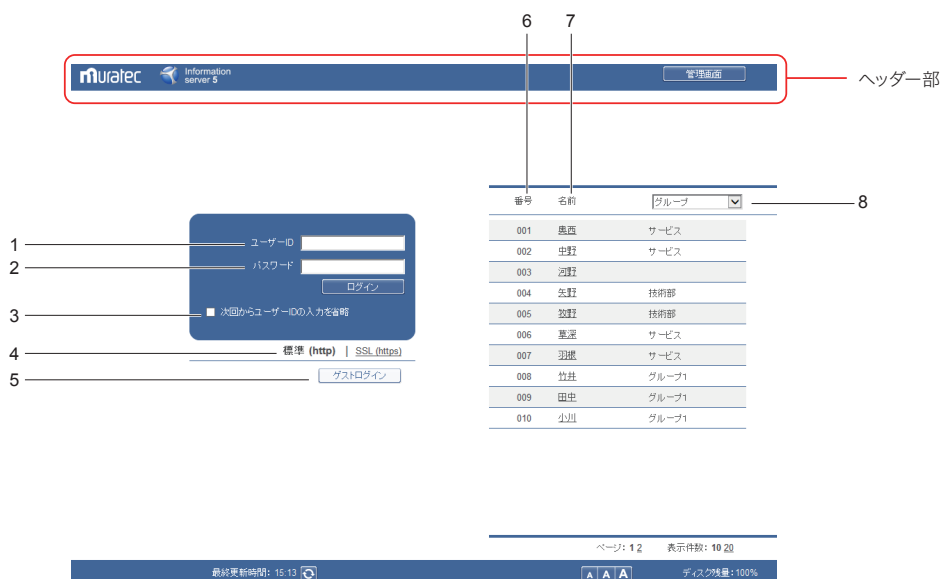 6 7
muratec Information server 5 管理画面
ヘッダー部
番号 名前 グループ
8
001 奥西 サービス
002 中野 サービス
003 河野
004 矢野 技術部
005 牧野 技術部
006 草深 サービス
007 羽根 サービス
008 竹井 グループ1
009 田中 グループ1
010 小川 グループ1
1 ユーザーID
2 パスワード
ログイン
3 次回からユーザーIDの入力を省略
4 標準 (http) | SSL (https)
5 ゲストログイン
ページ: 1 2 表示件数: 10 20
最終更新時間: 15:13 A A A ディスク残量: 100%